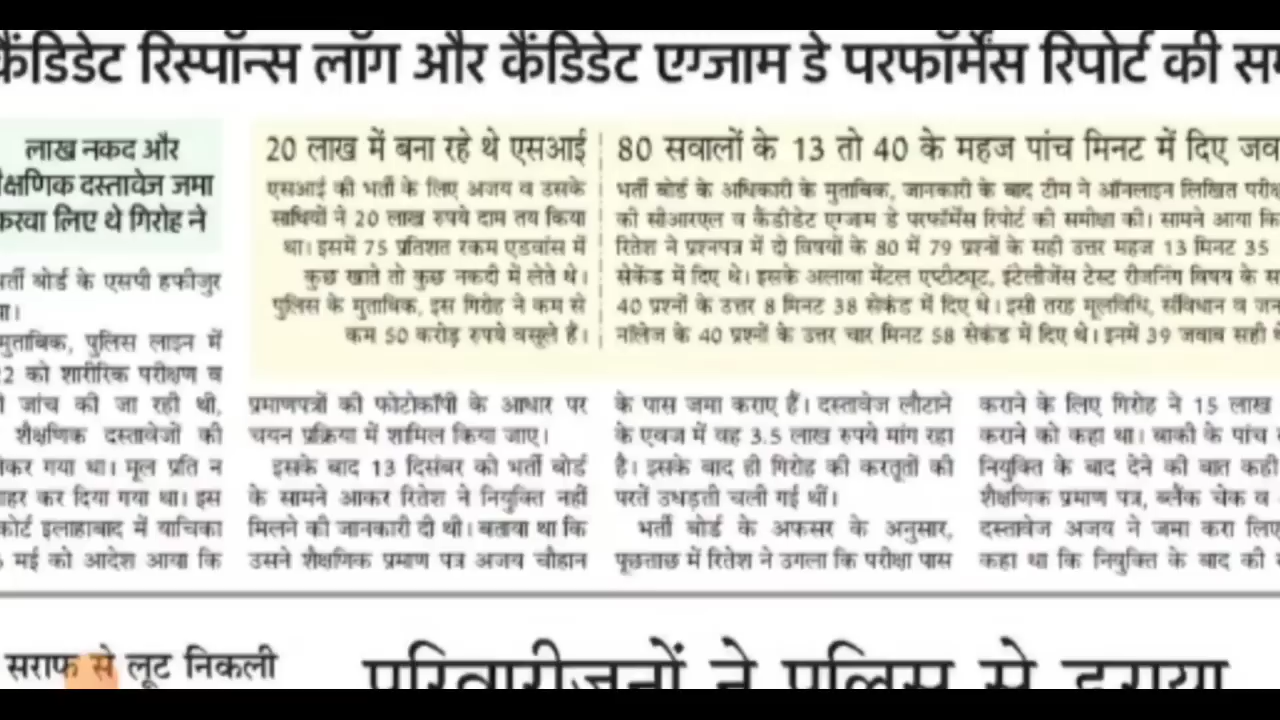 कैंडिडेट रिस्पॉन्स लॉग और कैंडिडेट एग्जाम डे परफॉर्मेंस रिपोर्ट की
लाख नकद और
क्षणिक दस्तावेज जमा
करवा लिए थे गिरोह ने
भर्ती बोर्ड के एसपी हफीजुर
मुताबिक, पुलिस लाइन में
2 को शारीरिक परीक्षण व
जांच की जा रही थी,
शैक्षणिक दस्तावेजों की
कर गया था। मूल प्रति न
कर दिया गया था। इस
कोर्ट इलाहाबाद में याचिका
मई को आदेश आया कि
20 लाख में बना रहे थे एसआई
एसआई की भर्ती के लिए अजय व उसके
साथियों ने 20 लाख रुपये दाम तय किया
था। इसमें 75 प्रतिशत रकम एडवांस में
कुछ खाते तो कुछ नकदी में लेते थे।
पुलिस के मुताबिक, इस गिरोह ने कम से
कम 50 करोड़ रुपये वसूले हैं।
80 सवालों के 13 तो 40 के महज पांच मिनट में दिए
भर्ती बोर्ड के अधिकारी के मुताबिक, जानकारी के बाद टीम ने ऑनलाइन लिखित
की सीआरएल व कैंडीडेट एग्जाम डे परफॉर्मेंस रिपोर्ट की समीक्षा की। सामने आया
रितेश ने प्रश्नपत्र में दो विषयों के 80 में 79 प्रश्नों के सही उत्तर महज 13 मिनट 35
सेकेंड में दिए थे। इसके अलावा मेंटल एप्टीट्यूट, इंटेलीजेंस टेस्ट रीजनिंग विषय के
40 प्रश्नों के उत्तर 8 मिनट 38 सेकंड में दिए थे। इसी तरह मूलविधि, संविधान व
नॉलेज के 40 प्रश्नों के उत्तर चार मिनट 58 सेकंड में दिए थे। इनमें 39 जवाब सही
प्रमाणपत्रों की फोटोकॉपी के आधार पर
चयन प्रक्रिया में शामिल किया जाए।
इसके बाद 13 दिसंबर को भर्ती बोर्ड
के सामने आकर रितेश ने नियुक्ति नहीं
मिलने की जानकारी दी थी। बताया था कि
उसने शैक्षणिक प्रमाण पत्र अजय चौहान
के पास जमा कराए हैं। दस्तावेज लौटाने
के एवज में वह 3.5 लाख रुपये मांग रहा
है। इसके बाद ही गिरोह की करतूतों की
परतें उधड़ती चली गई थीं।
भर्ती बोर्ड के अफसर के अनुसार,
पूछताछ में रितेश ने उगला कि परीक्षा पास
कराने के लिए गिरोह ने 15 लाख
कराने को कहा था। बाकी के पांच
नियुक्ति के बाद देने की बात कही
शैक्षणिक प्रमाण पत्र, ब्लैंक चेक व
दस्तावेज अजय ने जमा करा लिए
कहा था कि नियुक्ति के बाद की
सराफ से लूट निकली
परिवारीजनों ने पुलिस से